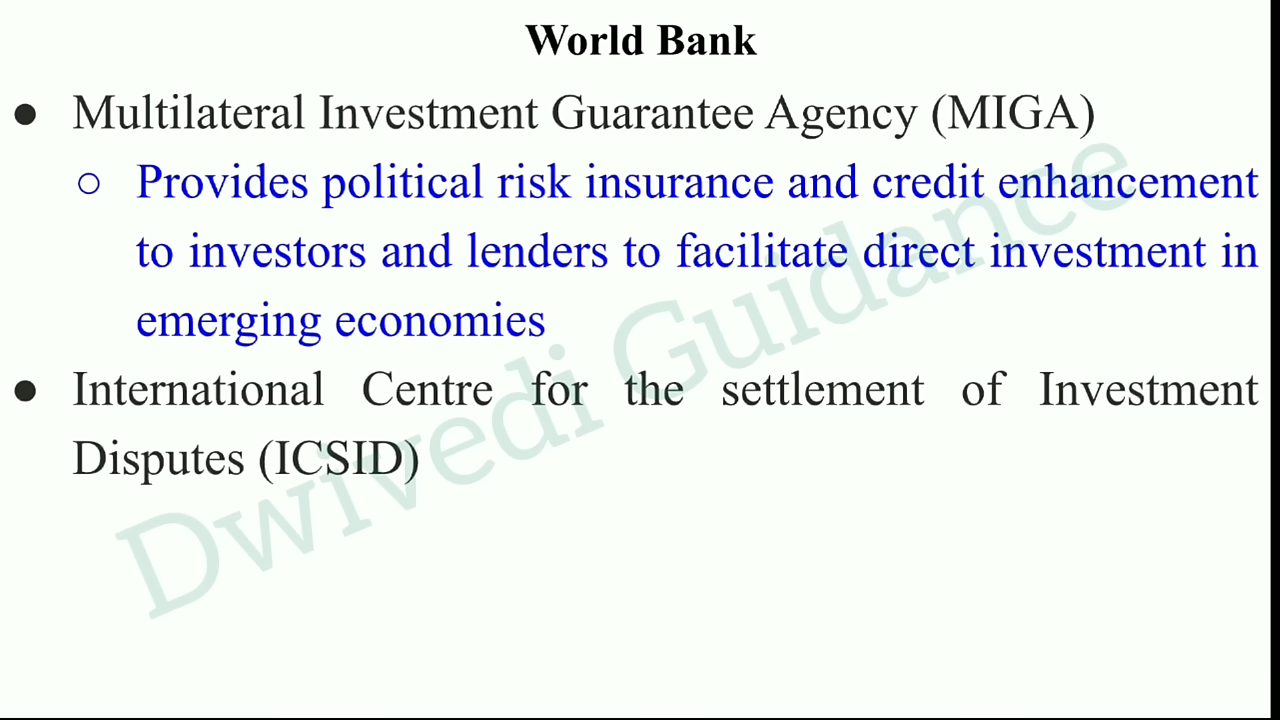 World Bank
● Multilateral Investment Guarantee Agency (MIGA)
○ Provides political risk insurance and credit enhancement
to investors and lenders to facilitate direct investment in
emerging economies
● International Centre for the settlement of Investment
Disputes (ICSID)
Dwivedi Guidance